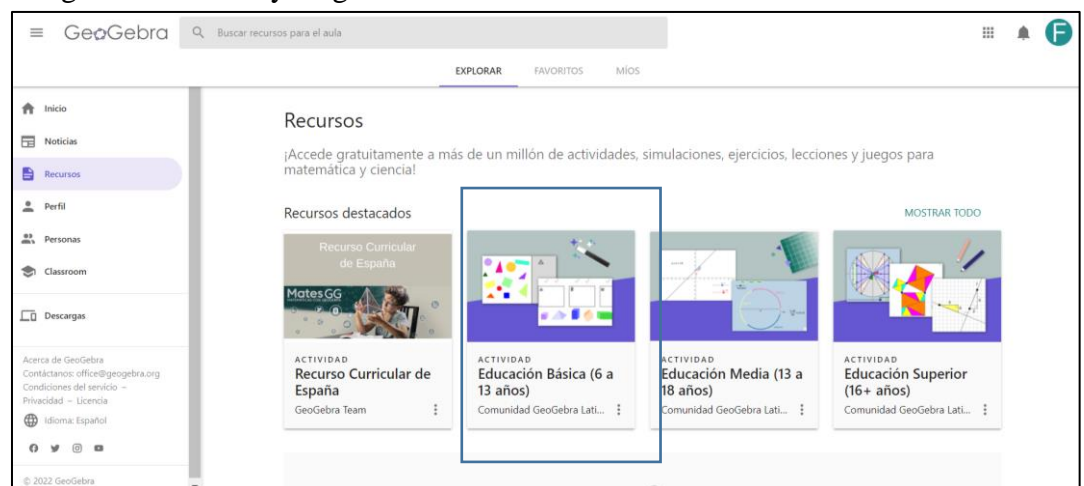 GeoGebra
Buscar recursos para el aula
F
EXPLORAR FAVORITOS MÍOS
Inicio
Noticias
Recursos
Perfil
Personas
Classroom
Descargas
Acerca de GeoGebra
Contáctanos: office@geogebra.org
Condiciones del servicio –
Privacidad – Licencia
Idioma: Español
© 2022 GeoGebra
Recursos
¡Accede gratuitamente a más de un millón de actividades, simulaciones, ejercicios, lecciones y juegos para
matemática y ciencia!
Recursos destacados
MOSTRAR TODO
Recurso Curricular
de España
MatesGG
ACTIVIDAD
Recurso Curricular de
España
GeoGebra Team
ACTIVIDAD
Educación Básica (6 a
13 años)
Comunidad GeoGebra Lati...
ACTIVIDAD
Educación Media (13 a
18 años)
Comunidad GeoGebra Lati...
ACTIVIDAD
Educación Superior
(16+ años)
Comunidad GeoGebra Lati...